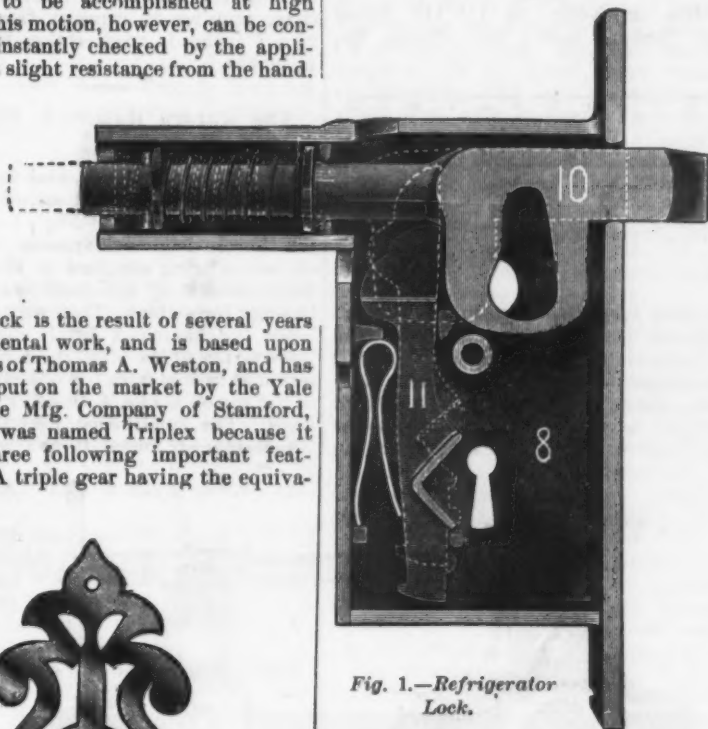 to be accomplished at high
his motion, however, can be con-
instantly checked by the appli-
slight resistance from the hand.
ck is the result of several years
ental work, and is based upon
s of Thomas A. Weston, and has
put on the market by the Yale
e Mfg. Company of Stamford,
was named Triplex because it
ree following important feat-
A triple gear having the equiva-
10
11
8
Fig. 1.—Refrigerator
Lock.